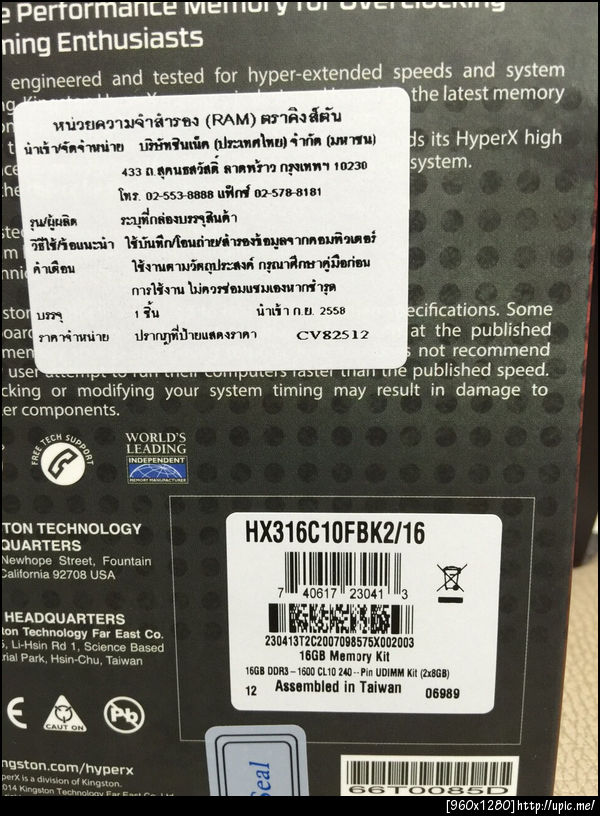 e Performance Memory for Overclocking
ming Enthusiasts
engineered and tested for hyper-extended speeds and system
the latest memory
ds its HyperX high
system.
หน่วยความจำสำรอง (RAM) ตราคิงส์ตัน
นำเข้า/จัดจำหน่าย บริษัทซินเน็ค (ประเทศไทย) จำกัด (มหาชน)
433 ถ.สุคนธสวัสดิ์ ลาดพร้าว กรุงเทพฯ 10230
โทร. 02-553-8888 แฟ็กซ์ 02-578-8181
รุ่น/ผู้ผลิต ระบุที่กล่องบรรจุสินค้า
วิธีใช้/ข้อแนะนำ ใช้บันทึก/โอนถ่าย/สำรองข้อมูลจากคอมพิวเตอร์
คำเตือน ใช้งานตามวัตถุประสงค์ กรุณาศึกษาคู่มือก่อน
การใช้งาน ไม่ควรซ่อมแซมเองหากชำรุด
บรรจุ 1 ชิ้น นำเข้า ก.ย. 2558
ราคาจำหน่าย ปรากฏที่ป้ายแสดงราคา CV82512
ecifications. Some
at the published
s not recommend
user attempt to run their computers faster than the published speed.
cking or modifying your system timing may result in damage to
er components.
FREE TECH SUPPORT
WORLD'S
LEADING
INDEPENDENT
MEMORY MANUFACTURER
TON TECHNOLOGY
QUARTERS
Newhope Street, Fountain
California 92708 USA
HEADQUARTERS
ton Technology Far East Co.
5, Li-Hsin Rd 1, Science Based
trial Park, Hsin-Chu, Taiwan
HX316C10FBK2/16
7 40617 23041 3
230413T2C2007098575X002003
16GB Memory Kit
16GB DDR3-1600 CL10 240--Pin UDIMM Kit (2x8GB)
12 Assembled in Taiwan 06989
CE
CAUTION
Pb
ngston.com/hyperx
perX is a division of Kingston.
2014 Kingston Technology Far East
Seal
66T0085D
[960x1280]http://upic.me/